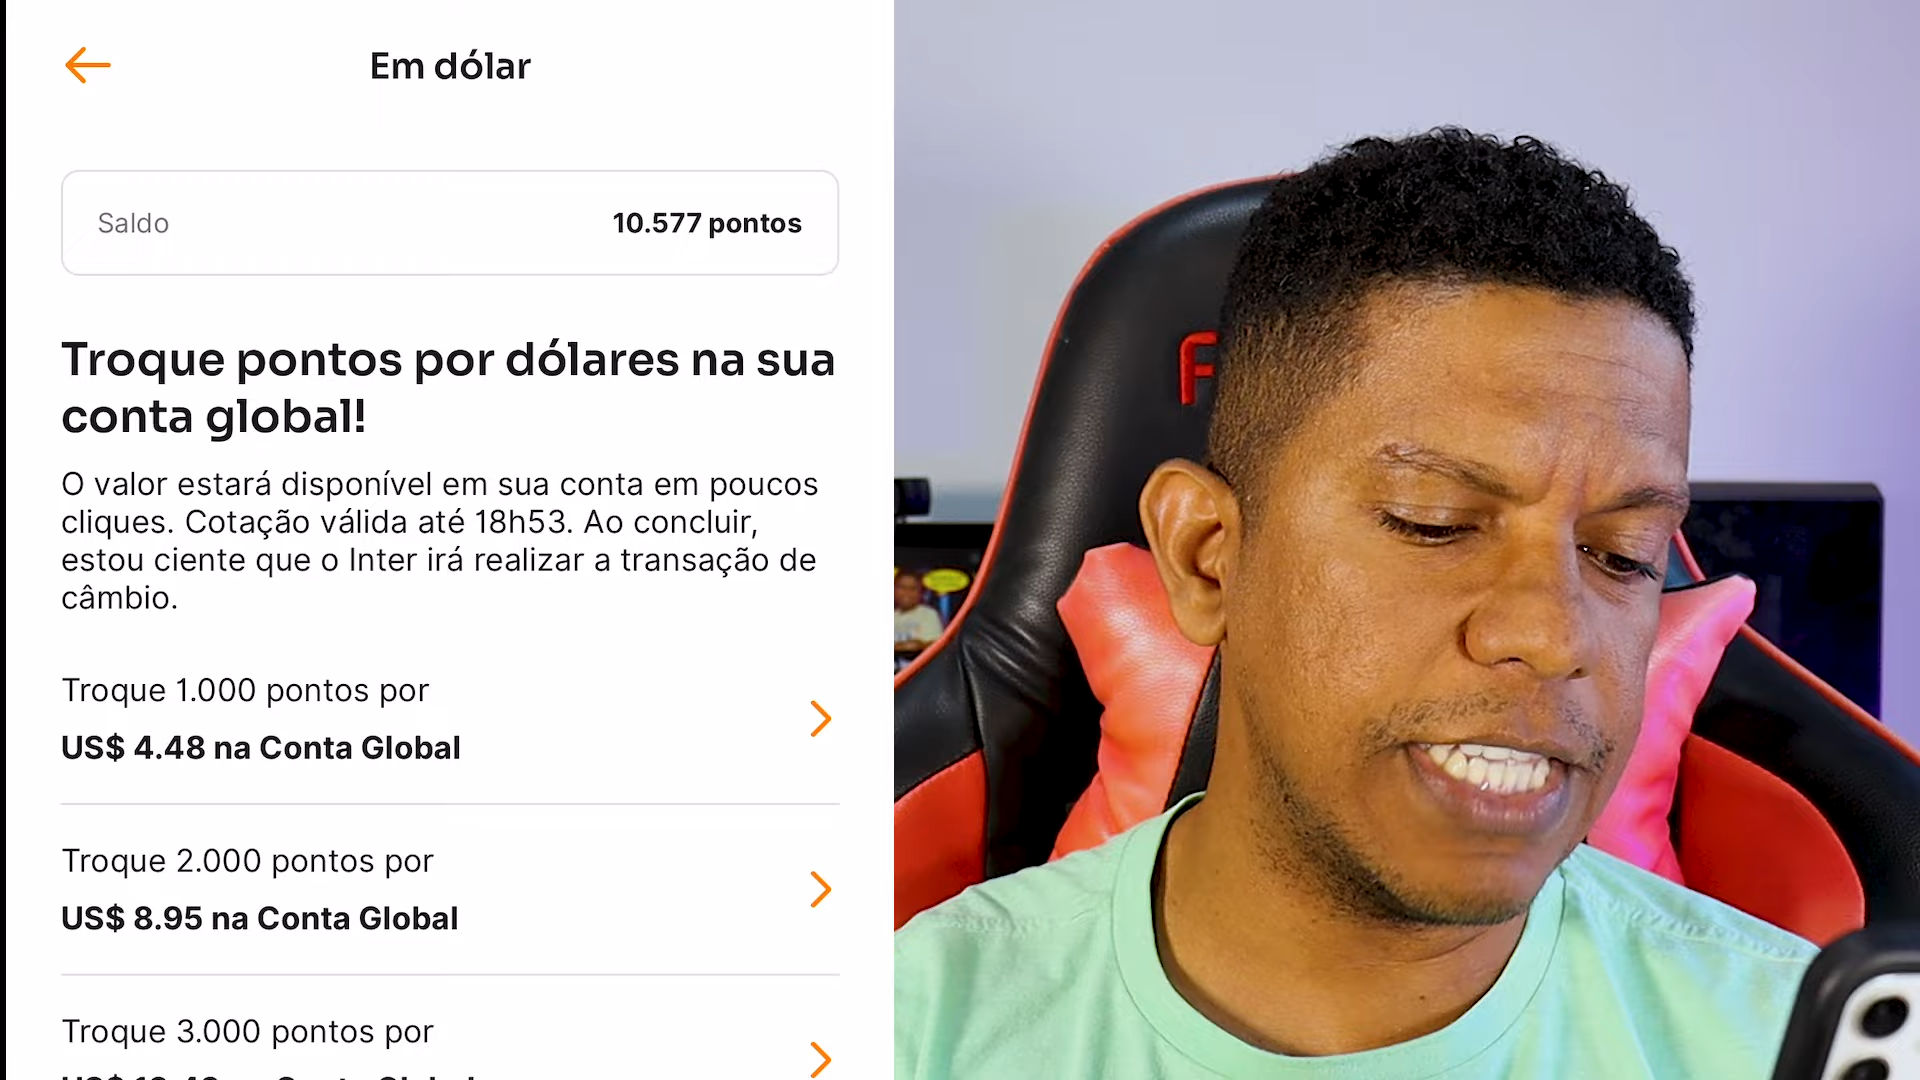 Em dólar
Saldo
10.577 pontos
Troque pontos por dólares na sua
conta global!
O valor estará disponível em sua conta em poucos
cliques. Cotação válida até 18h53. Ao concluir,
estou ciente que o Inter irá realizar a transação de
câmbio.
Troque 1.000 pontos por
US$ 4.48 na Conta Global
Troque 2.000 pontos por
US$ 8.95 na Conta Global
Troque 3.000 pontos por